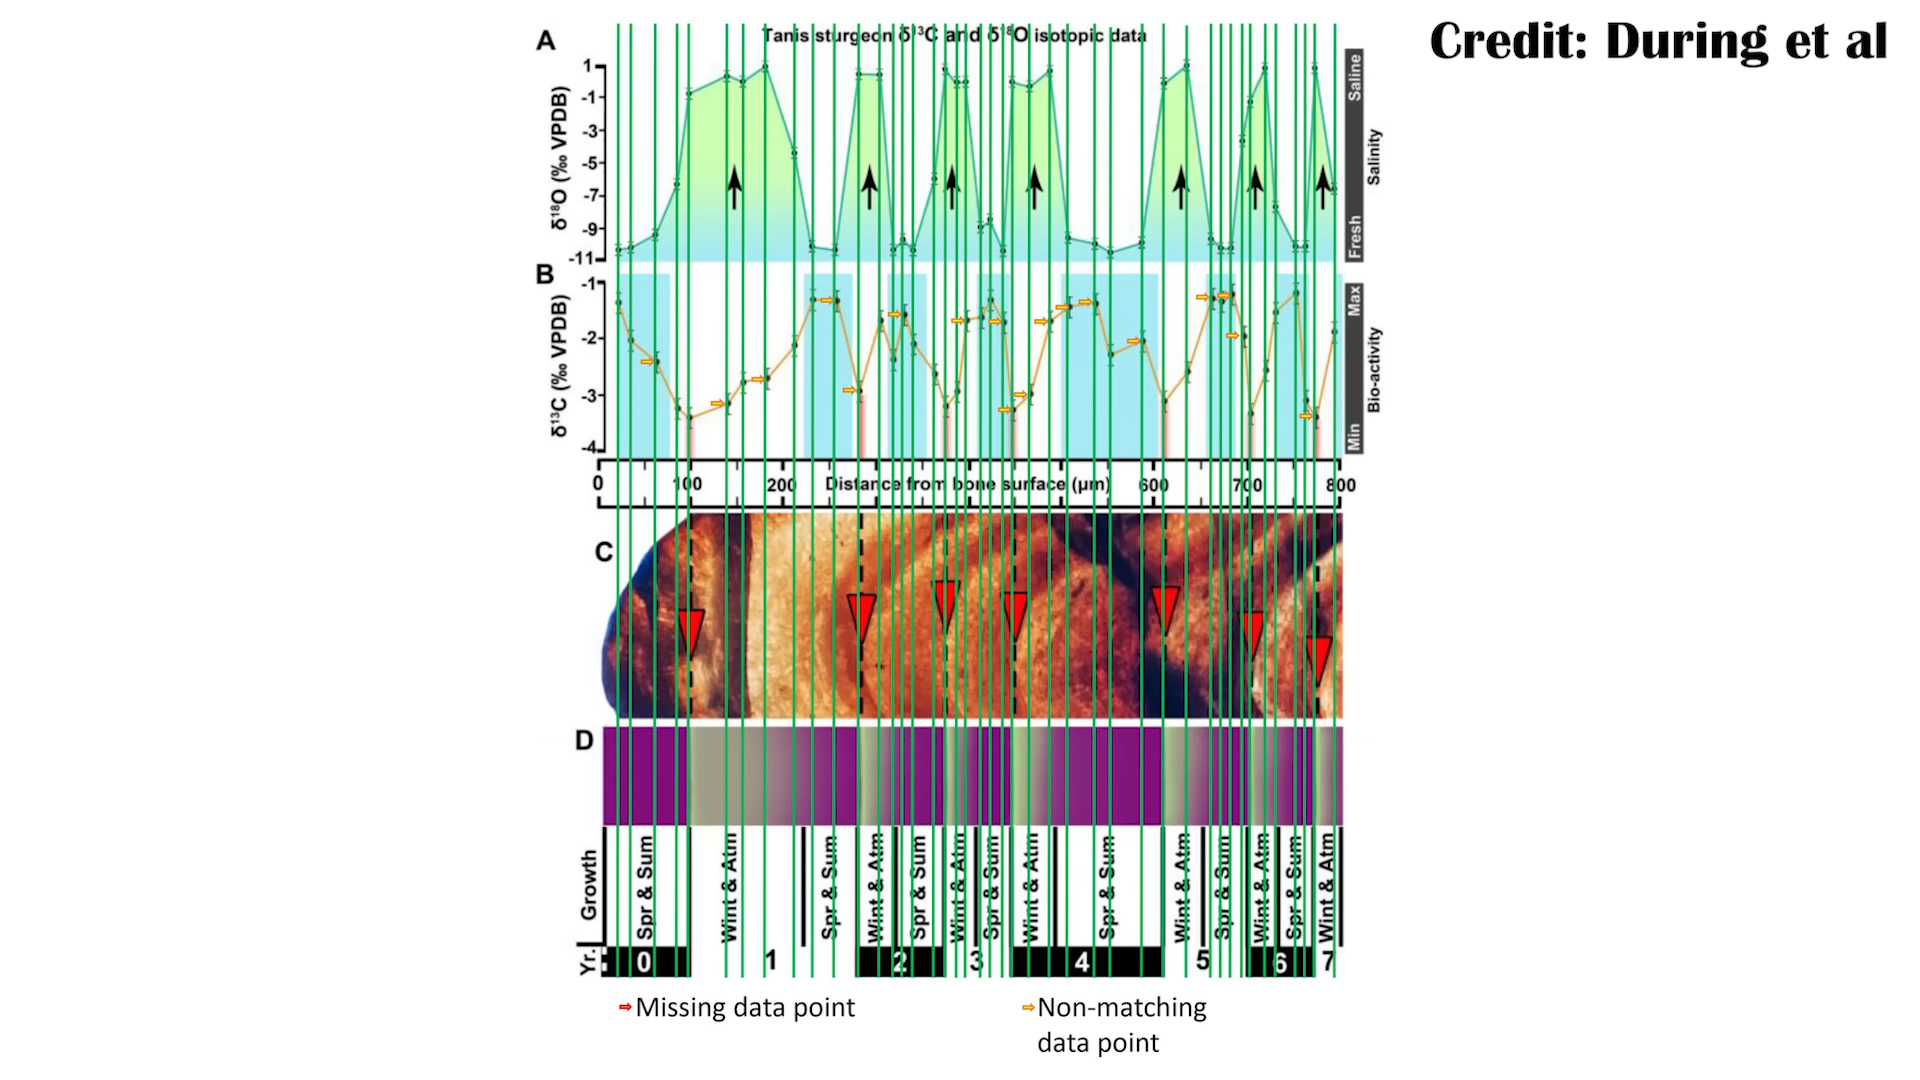 Credit: During et al
A
Tanis sturgeon δ¹³C and δ¹⁸O isotopic data
δ¹⁸O (‰ VPDB)
1
-1
-3
-5
-7
-9
-11
Saline
Fresh
Salinity
B
δ¹³C (‰ VPDB)
-1
-2
-3
-4
Max
Min
Bio-activity
0 100 200 Distance from bone surface (μm) 600 700 800
C
D
Growth
Spr & Sum
Wint & Atm
Spr & Sum
Wint & Atm
Spr & Sum
Wint & Atm
Spr & Sum
Wint & Atm
Spr & Sum
Wint & Atm
Spr & Sum
Wint & Atm
Spr & Sum
Wint & Atm
Yr. 0 1 2 3 4 5 6 7
Missing data point
Non-matching
data point